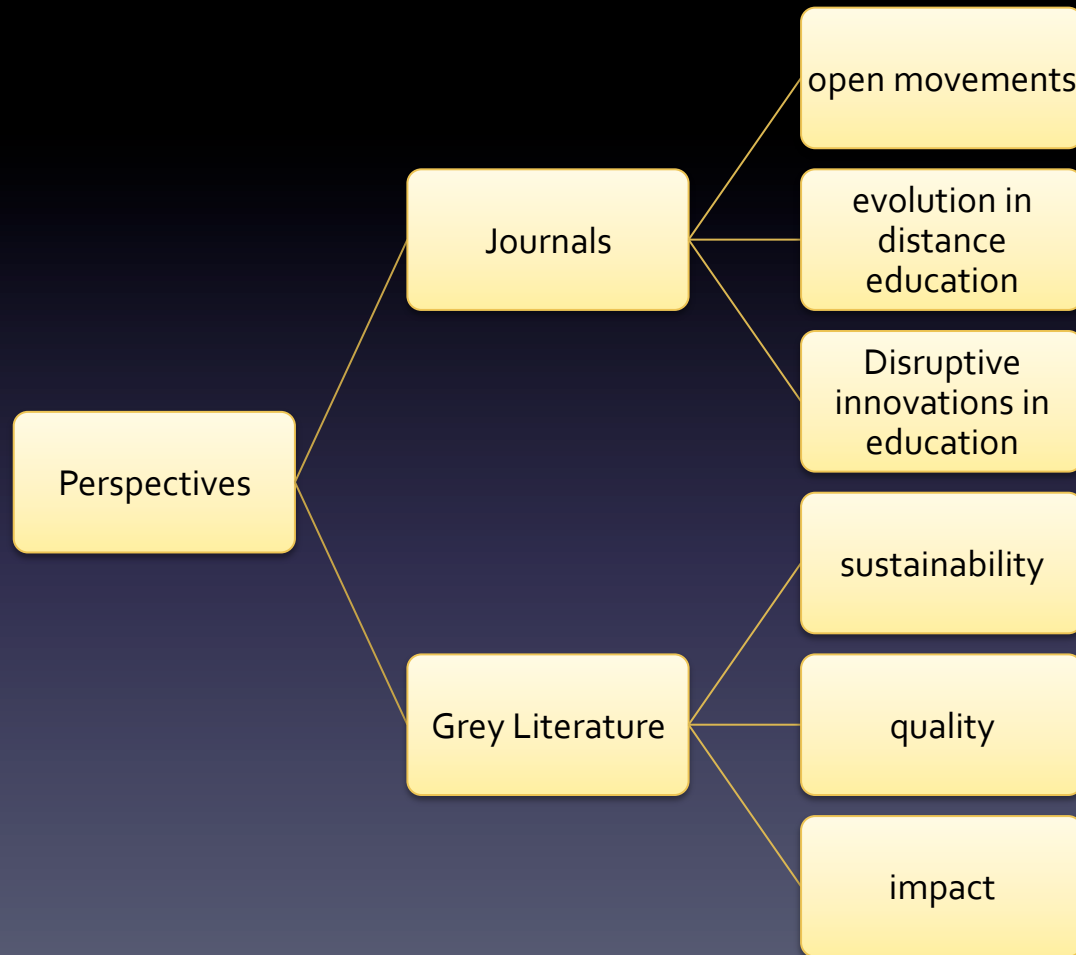 Perspectives
Journals
open movements
evolution in
distance
education
Disruptive
innovations in
education
Grey Literature
sustainability
quality
impact